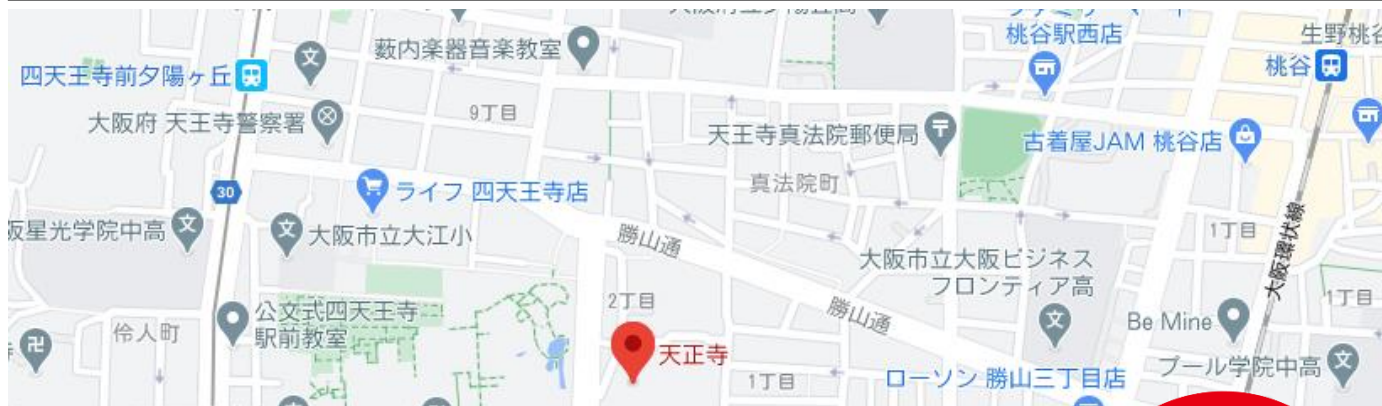 桃谷駅西店
生野桃谷
薮内楽器音楽教室
四天王寺前夕陽ヶ丘
桃谷
9丁目
大阪府 天王寺警察署
天王寺真法院郵便局
古着屋JAM 桃谷店
真法院町
30
ライフ 四天王寺店
阪星光学院中高
大阪市立大江小
勝山通
1丁目
大阪環状線
大阪市立大阪ビジネス
フロンティア高
2丁目
1丁目
公文式四天王寺
駅前教室
伶人町
勝山通
Be Mine
天正寺
1丁目
ローソン 勝山三丁目店
プール学院中高